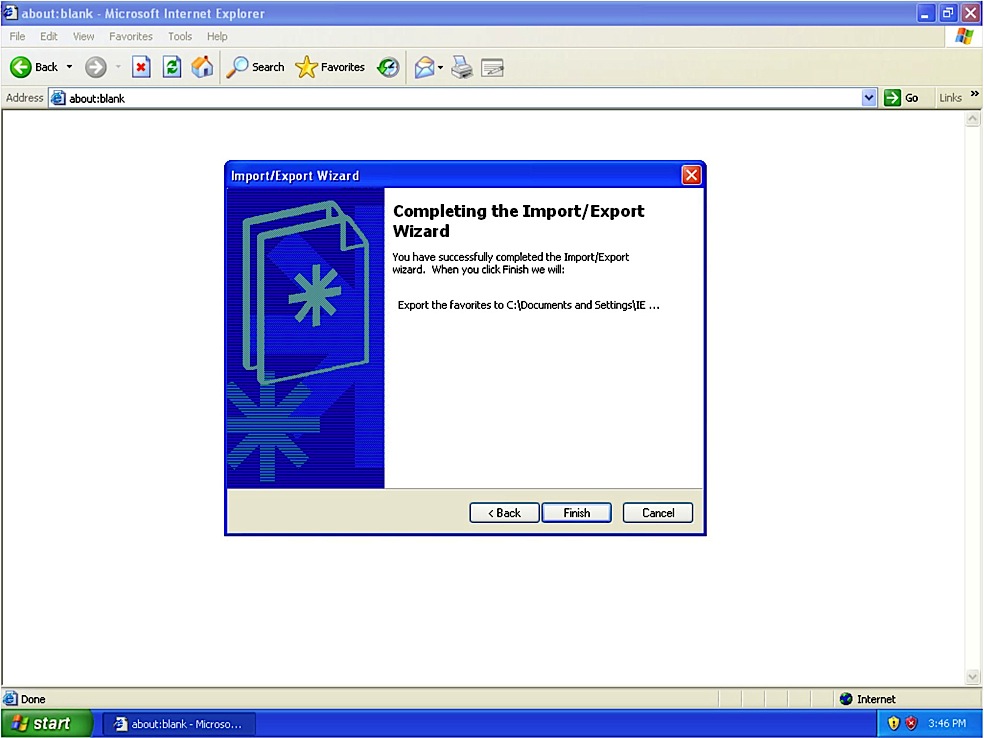 about:blank - Microsoft Internet Explorer
File Edit View Favorites Tools Help
Back Search Favorites
Address about:blank Go Links »
Import/Export Wizard
Completing the Import/Export
Wizard
You have successfully completed the Import/Export
wizard. When you click Finish we will:
Export the favorites to C:\Documents and Settings\IE ...
< Back Finish Cancel
Done Internet
start about:blank - Microso... 3:46 PM